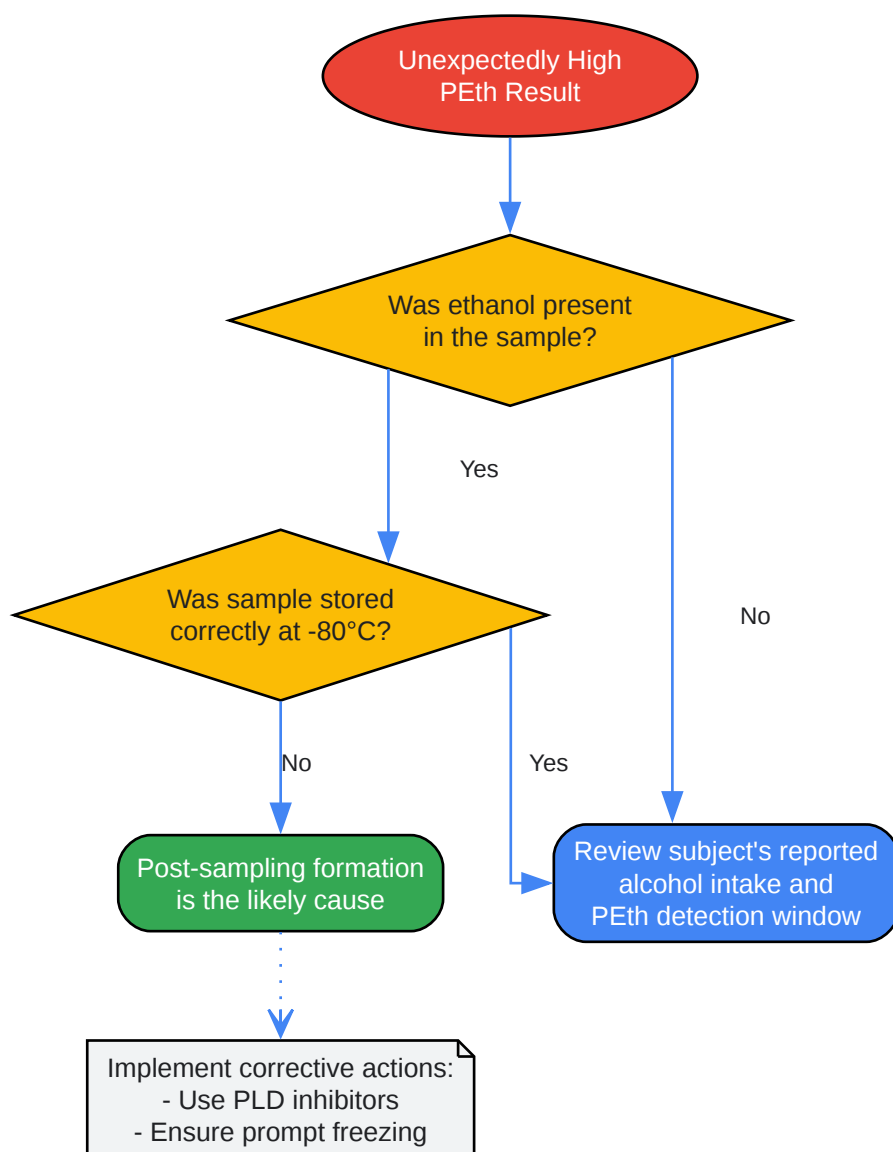 Unexpectedly High
PEth Result
Was ethanol present
in the sample?
Yes
Was sample stored
correctly at -80°C?
No
No
Yes
Post-sampling formation
is the likely cause
Review subject's reported
alcohol intake and
PEth detection window
Implement corrective actions:
- Use PLD inhibitors
- Ensure prompt freezing